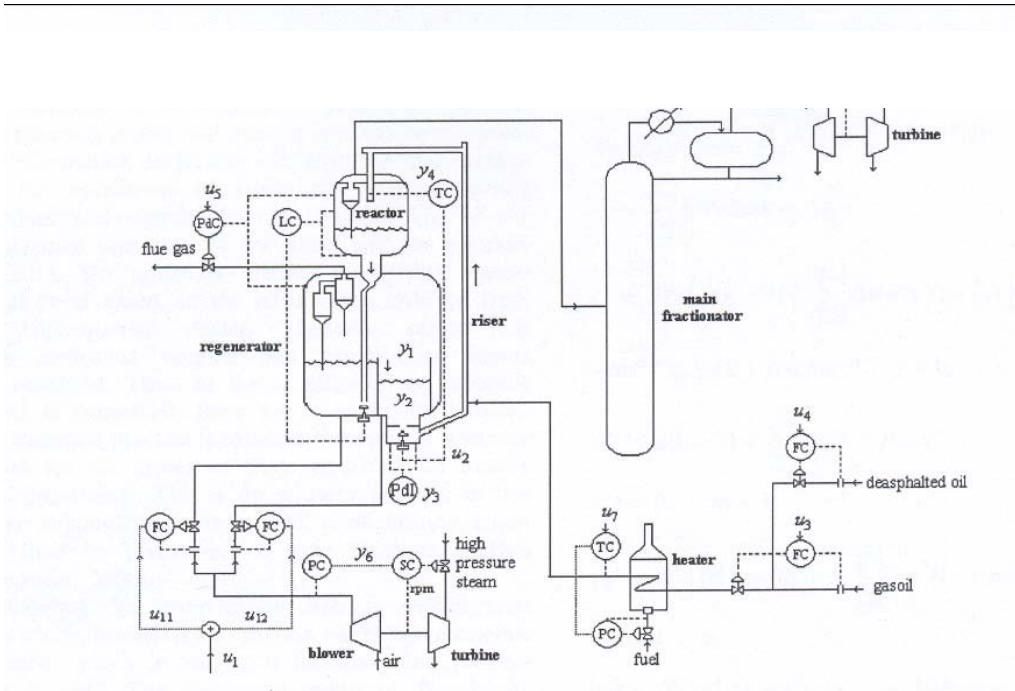 turbine
y4
TC
u5
PdC
LC
reactor
flue gas
riser
main
fractionator
regenerator
y1
y2
u4
FC
u2
deasphalted oil
PdI
y3
u3
u7
FC
FC
FC
high
pressure
steam
TC
heater
gasoil
PC
y6
SC
rpm
u11
u12
PC
+
blower
air
turbine
fuel
u1